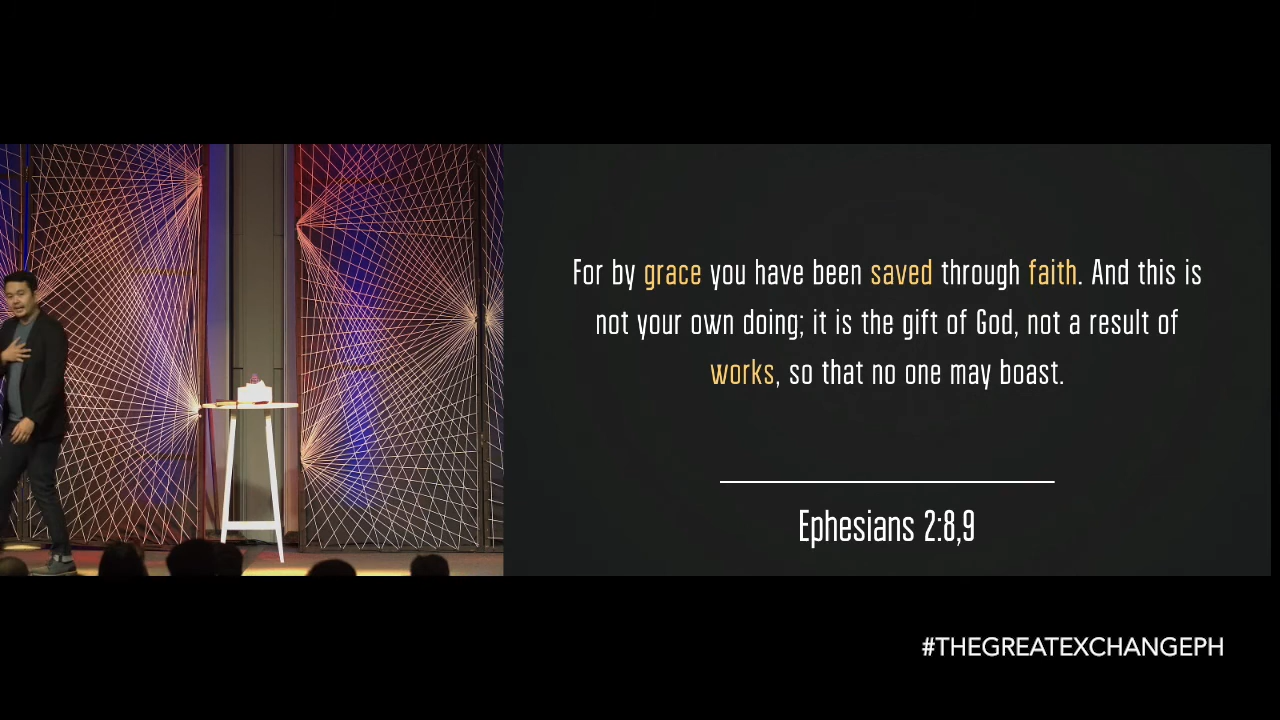 For by grace you have been saved through faith. And this is
not your own doing; it is the gift of God, not a result of
works, so that no one may boast.
Ephesians 2:8,9
#THEGREATEXCHANGEPH